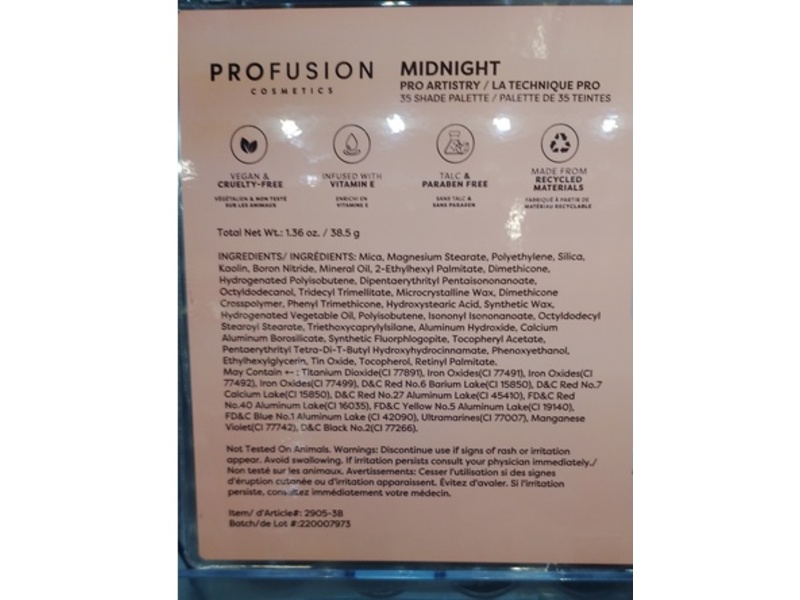 PROFUSION
COSMETICS
MIDNIGHT
PRO ARTISTRY / LA TECHNIQUE PRO
35 SHADE PALETTE / PALETTE DE 35 TEINTES
VEGAN &
CRUELTY-FREE
VÉGÉTALIEN & NON TESTÉ
SUR LES ANIMAUX
INFUSED WITH
VITAMIN E
ENRICHI EN
VITAMINE E
TALC &
PARABEN FREE
SANS TALC &
SANS PARABEN
MADE FROM
RECYCLED
MATERIALS
FABRIQUÉ À PARTIR DE
MATÉRIAU RECYCLABLE
Total Net Wt.: 1.36 oz. / 38.5 g
INGREDIENTS/ INGRÉDIENTS: Mica, Magnesium Stearate, Polyethylene, Silica,
Kaolin, Boron Nitride, Mineral Oil, 2-Ethylhexyl Palmitate, Dimethicone,
Hydrogenated Polyisobutene, Dipentaerythrityl Pentaisononanoate,
Octyldodecanol, Tridecyl Trimellitate, Microcrystalline Wax, Dimethicone
Crosspolymer, Phenyl Trimethicone, Hydroxystearic Acid, Synthetic Wax,
Hydrogenated Vegetable Oil, Polyisobutene, Isononyl Isononanoate, Octyldodecyl
Stearoyl Stearate, Triethoxycaprylylsilane, Aluminum Hydroxide, Calcium
Aluminum Borosilicate, Synthetic Fluorphlogopite, Tocopheryl Acetate,
Pentaerythrityl Tetra-Di-T-Butyl Hydroxyhydrocinnamate, Phenoxyethanol,
Ethylhexylglycerin, Tin Oxide, Tocopherol, Retinyl Palmitate.
May Contain +- : Titanium Dioxide(CI 77891), Iron Oxides(CI 77491), Iron Oxides(CI
77492), Iron Oxides(CI 77499), D&C Red No.6 Barium Lake(CI 15850), D&C Red No.7
Calcium Lake(CI 15850), D&C Red No.27 Aluminum Lake(CI 45410), FD&C Red
No.40 Aluminum Lake(CI 16035), FD&C Yellow No.5 Aluminum Lake(CI 19140),
FD&C Blue No.1 Aluminum Lake (CI 42090), Ultramarines(CI 77007), Manganese
Violet(CI 77742), D&C Black No.2(CI 77266).
Not Tested On Animals. Warnings: Discontinue use if signs of rash or irritation
appear. Avoid swallowing. If irritation persists consult your physician immediately./
Non testé sur les animaux. Avertissements: Cesser l'utilisation si des signes
d'éruption cutanée ou d'irritation apparaissent. Évitez d'avaler. Si l'irritation
persiste, consultez immédiatement votre médecin.
Item/ d'Article#: 2905-3B
Batch/de Lot #:220007973